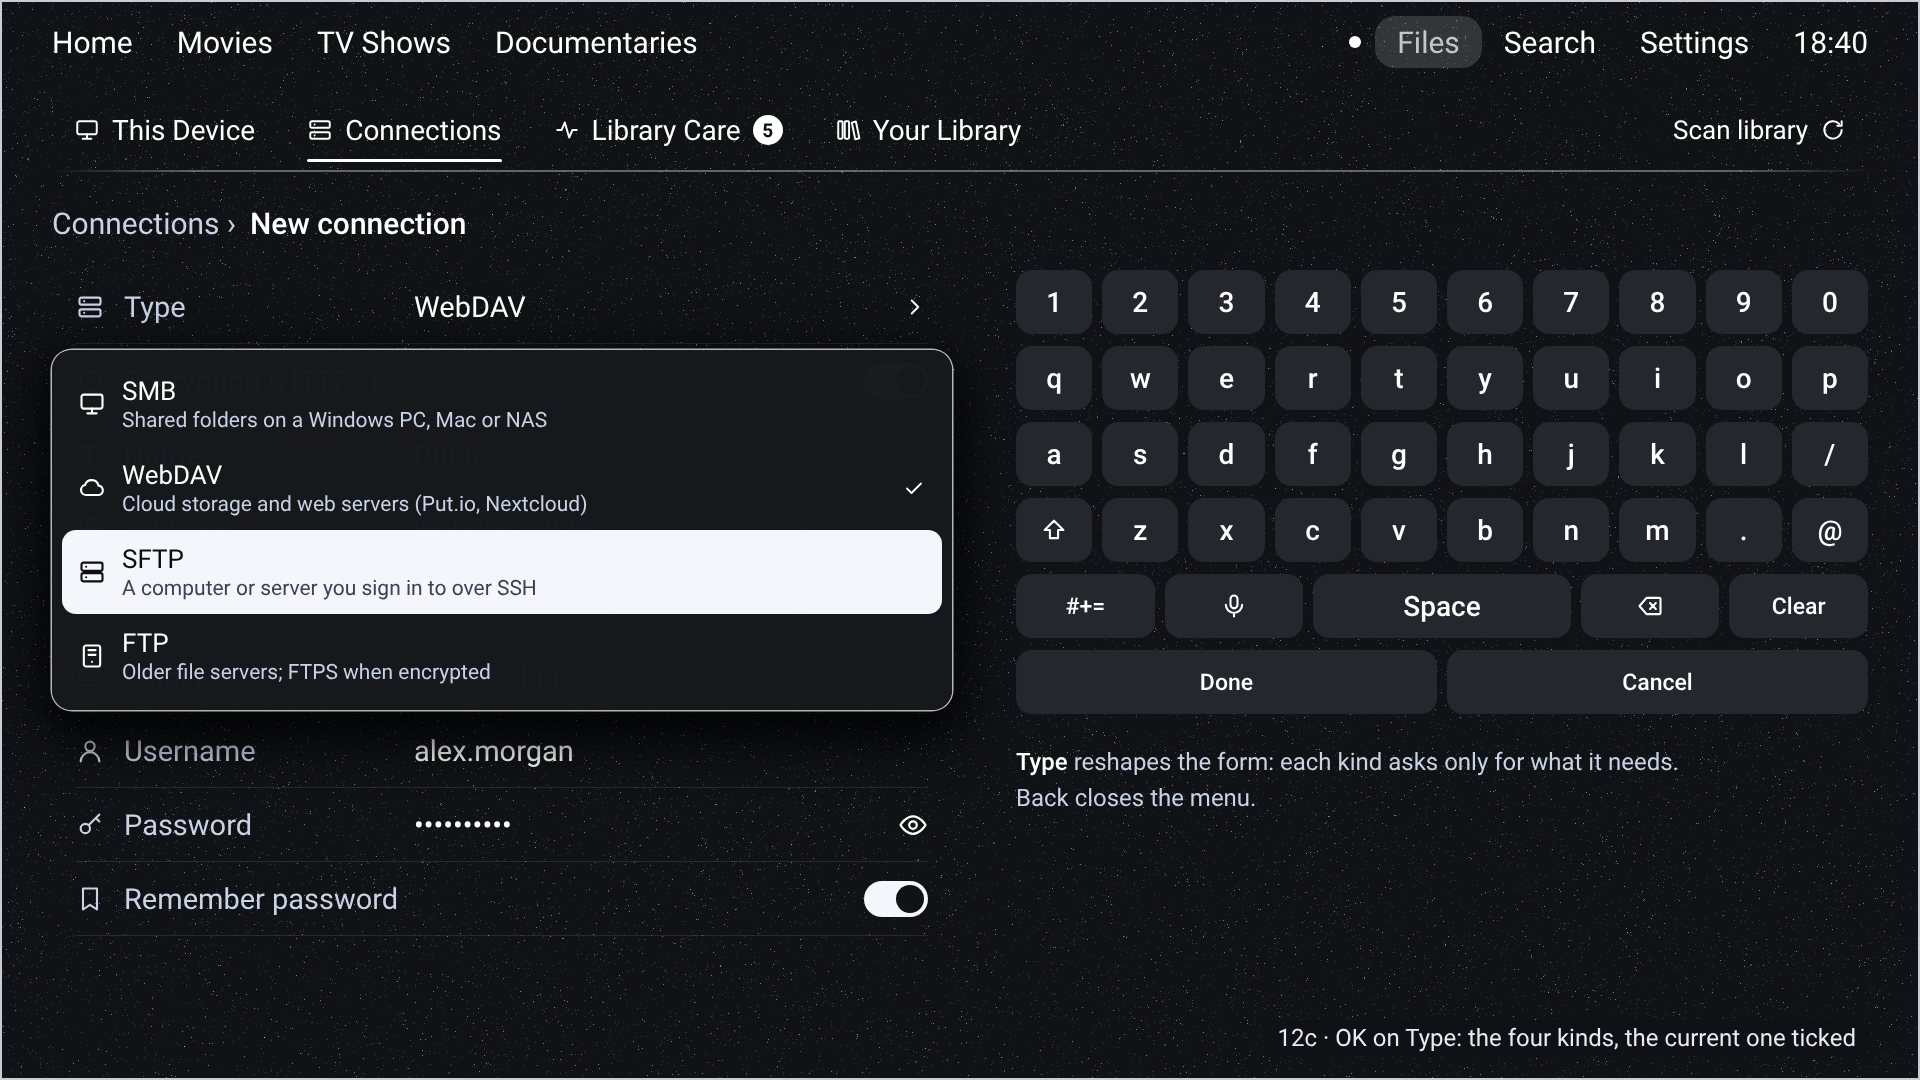 Home Movies TV Shows Documentaries Files Search Settings 18:40
This Device Connections Library Care 5 Your Library Scan library
Connections › New connection
Type WebDAV
SMB
Shared folders on a Windows PC, Mac or NAS
WebDAV
Cloud storage and web servers (Put.io, Nextcloud)
SFTP
A computer or server you sign in to over SSH
FTP
Older file servers; FTPS when encrypted
Username alex.morgan
Password ••••••••••
Remember password
1 2 3 4 5 6 7 8 9 0
q w e r t y u i o p
a s d f g h j k l /
z x c v b n m . @
#+= Space Clear
Done Cancel
Type reshapes the form: each kind asks only for what it needs.
Back closes the menu.
12c · OK on Type: the four kinds, the current one ticked